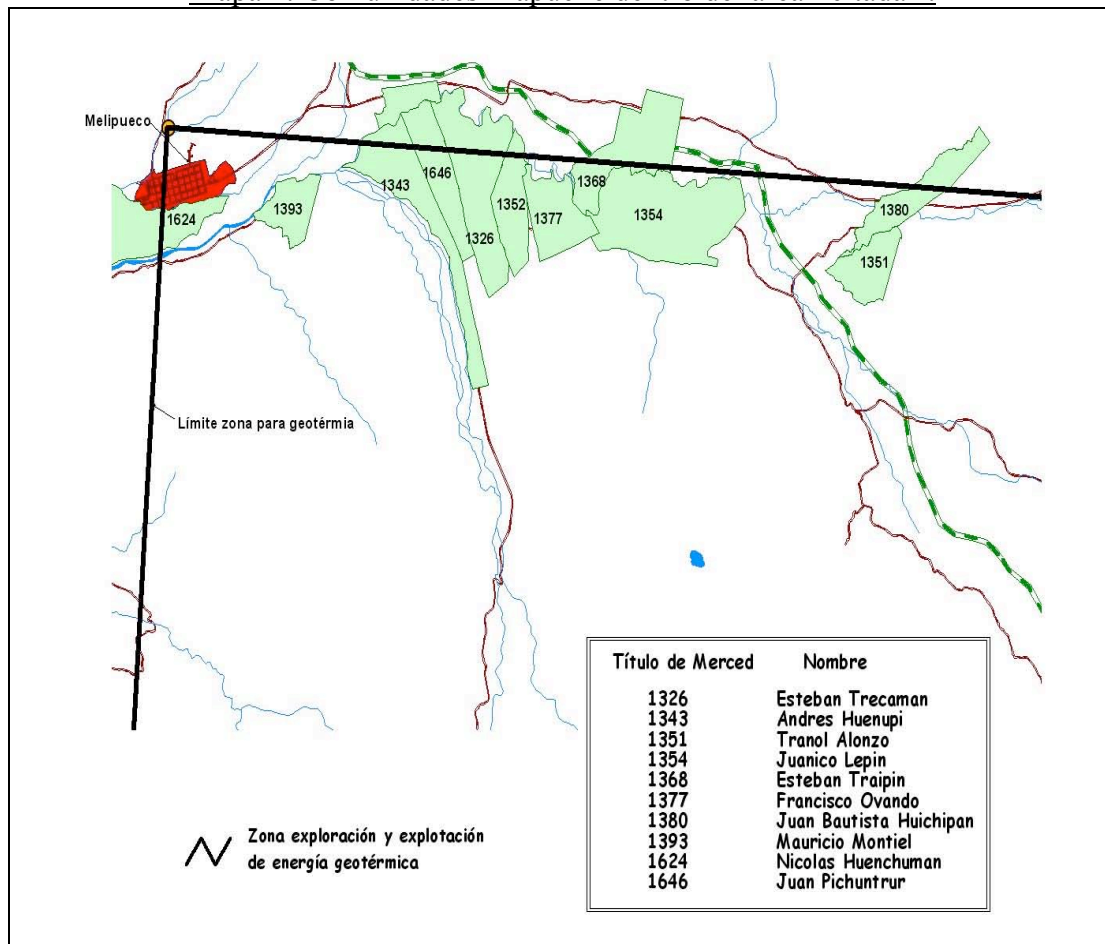 Melipueco
1624
1393
1343
1646
1326
1352
1377
1368
1354
1380
1351
Límite zona para geotérmia
Título de Merced Nombre
1326 Esteban Trecaman
1343 Andres Huenupi
1351 Tranol Alonzo
1354 Juanico Lepin
1368 Esteban Traipin
1377 Francisco Ovando
1380 Juan Bautista Huichipan
1393 Mauricio Montiel
1624 Nicolas Huenchuman
1646 Juan Pichuntrur
Zona exploración y explotación
de energía geotérmica